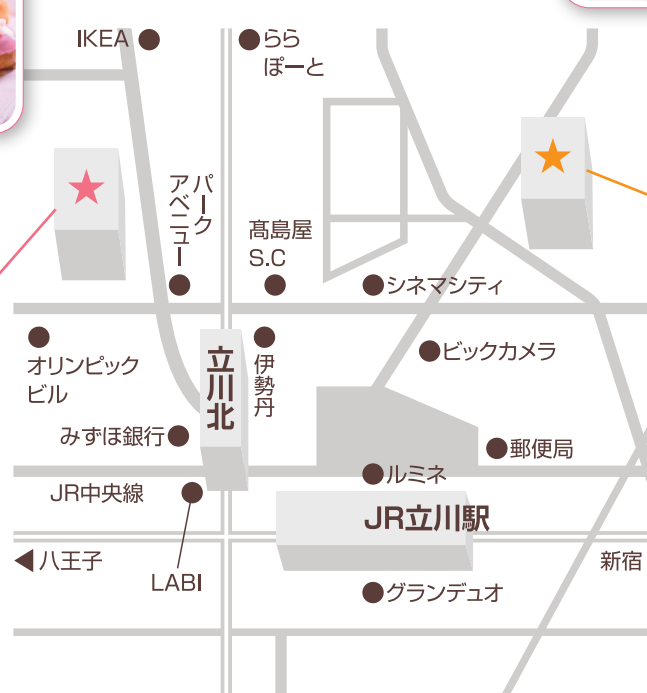 IKEA
らら
ぽーと
パーク
アベニュー
髙島屋
S.C
シネマシティ
オリンピック
ビル
立川北
伊勢丹
ビックカメラ
みずほ銀行
郵便局
ルミネ
JR中央線
JR立川駅
八王子
新宿
LABI
グランデュオ